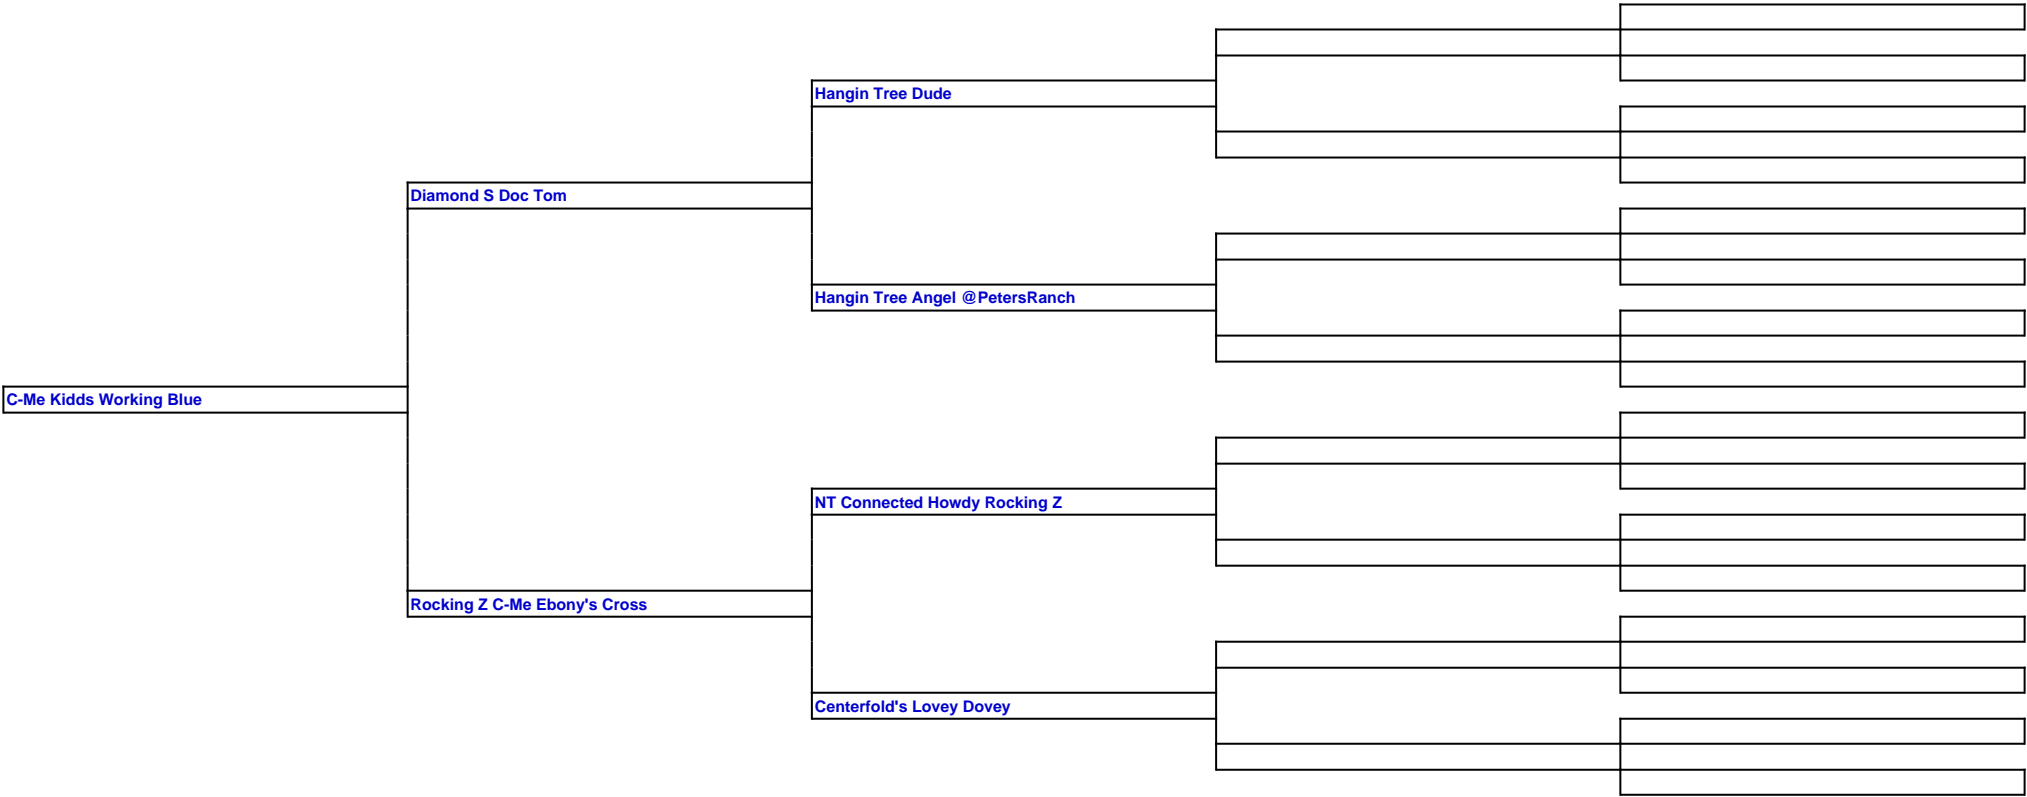 Hangin Tree Dude
Diamond S Doc Tom
Hangin Tree Angel @PetersRanch
C-Me Kidds Working Blue
NT Connected Howdy Rocking Z
Rocking Z C-Me Ebony's Cross
Centerfold's Lovey Dovey